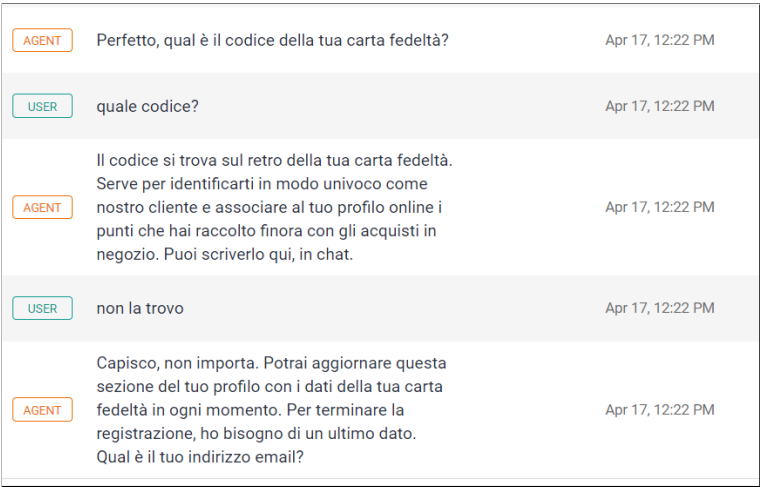 AGENT
Perfetto, qual è il codice della tua carta fedeltà?
Apr 17, 12:22 PM
USER
quale codice?
Apr 17, 12:22 PM
AGENT
Il codice si trova sul retro della tua carta fedeltà.
Serve per identificarti in modo univoco come
nostro cliente e associare al tuo profilo online i
punti che hai raccolto finora con gli acquisti in
negozio. Puoi scriverlo qui, in chat.
Apr 17, 12:22 PM
USER
non la trovo
Apr 17, 12:22 PM
AGENT
Capisco, non importa. Potrai aggiornare questa
sezione del tuo profilo con i dati della tua carta
fedeltà in ogni momento. Per terminare la
registrazione, ho bisogno di un ultimo dato.
Qual è il tuo indirizzo email?
Apr 17, 12:22 PM